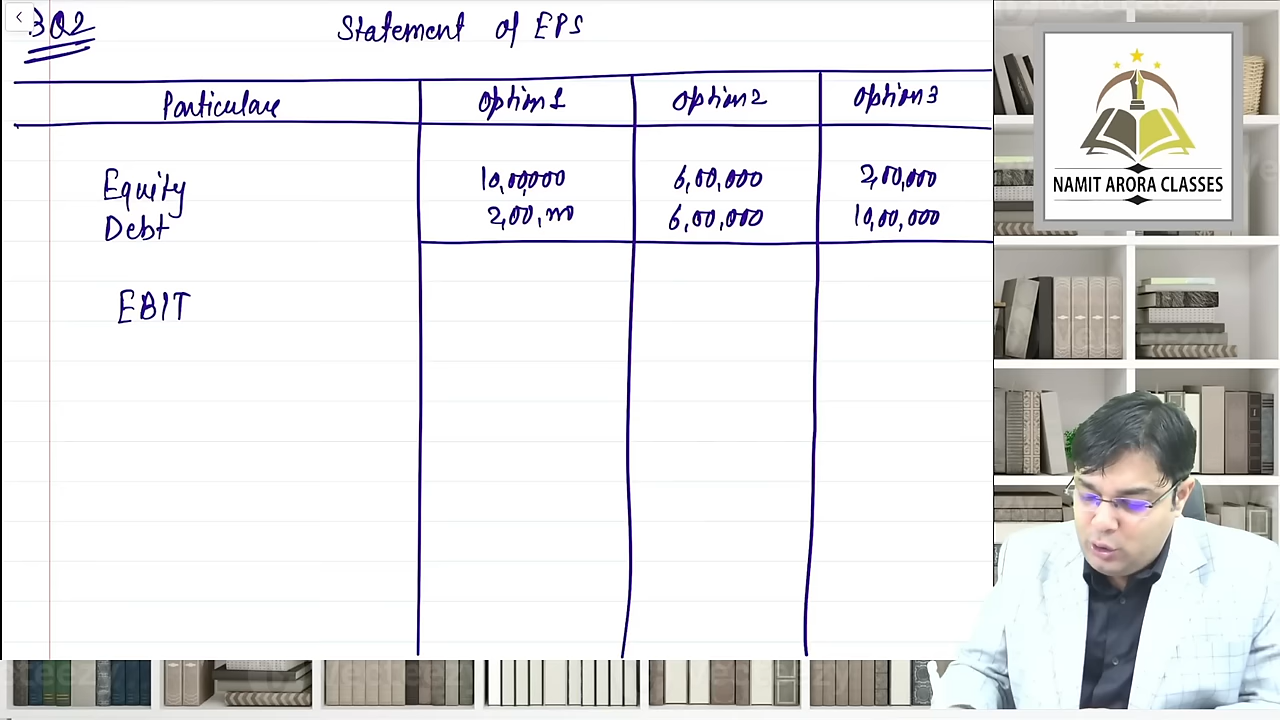 3Q2
Statement of EPS
Particulars Option 1 Option 2 Option 3
Equity 10,00,000 6,00,000 2,00,000
Debt 2,00,000 6,00,000 10,00,000
EBIT
NAMIT ARORA CLASSES